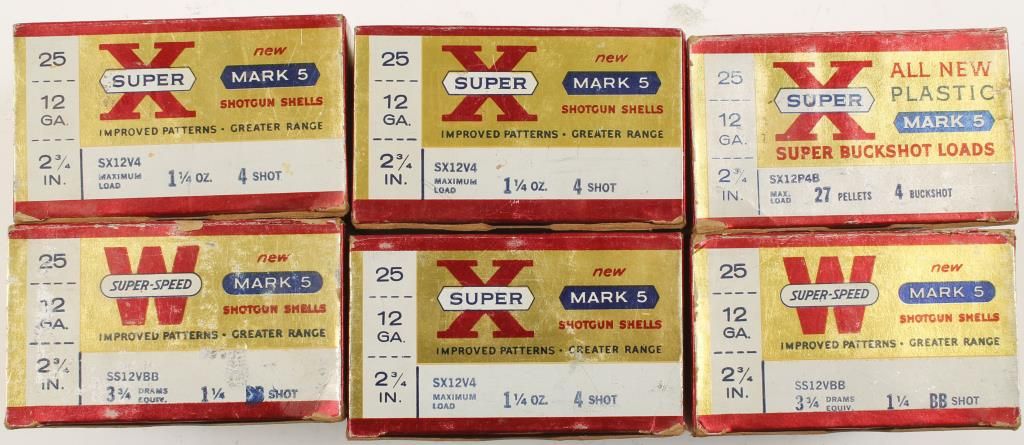 25
12
GA.
2¾
IN.
X
SUPER
new
MARK 5
SHOTGUN SHELLS
IMPROVED PATTERNS · GREATER RANGE
SX12V4
MAXIMUM
LOAD
1¼ OZ. 4 SHOT
25
12
GA.
2¾
IN.
X
SUPER
new
MARK 5
SHOTGUN SHELLS
IMPROVED PATTERNS · GREATER RANGE
SX12V4
MAXIMUM
LOAD
1¼ OZ. 4 SHOT
25
12
GA.
2¾
IN.
X
SUPER
ALL NEW
PLASTIC
MARK 5
SUPER BUCKSHOT LOADS
SX12P4B
MAX.
LOAD
27 PELLETS 4 BUCKSHOT
25
12
GA.
2¾
IN.
W
SUPER-SPEED
new
MARK 5
SHOTGUN SHELLS
IMPROVED PATTERNS · GREATER RANGE
SS12VBB
3¾ DRAMS
EQUIV.
1¼ BB SHOT
25
12
GA.
2¾
IN.
X
SUPER
new
MARK 5
SHOTGUN SHELLS
IMPROVED PATTERNS · GREATER RANGE
SX12V4
MAXIMUM
LOAD
1¼ OZ. 4 SHOT
25
12
GA.
2¾
IN.
W
SUPER-SPEED
new
MARK 5
SHOTGUN SHELLS
IMPROVED PATTERNS · GREATER RANGE
SS12VBB
3¾ DRAMS
EQUIV.
1¼ BB SHOT